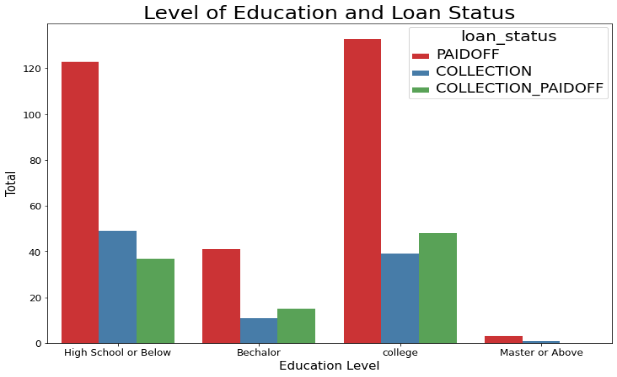 Level of Education and Loan Status
loan_status
PAIDOFF
COLLECTION
COLLECTION_PAIDOFF
Total
120
100
80
60
40
20
0
High School or Below
Bechalor
college
Master or Above
Education Level